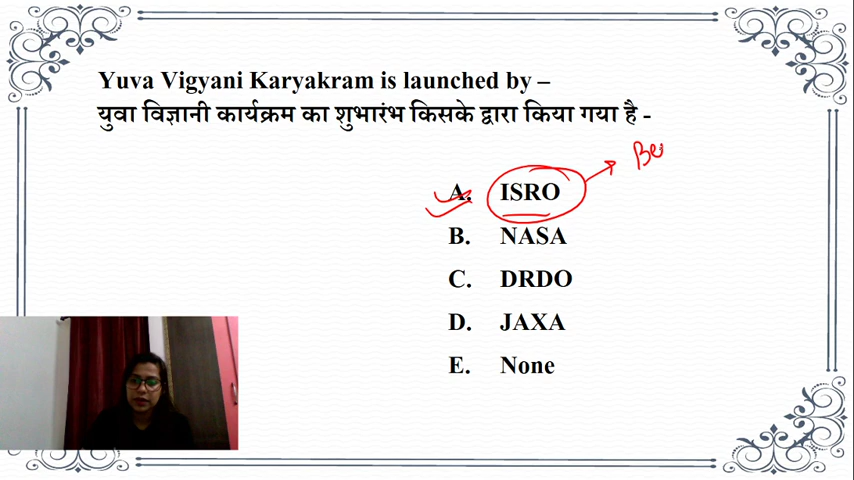 Yuva Vigyani Karyakram is launched by –
युवा विज्ञानी कार्यक्रम का शुभारंभ किसके द्वारा किया गया है -
A. ISRO
B. NASA
C. DRDO
D. JAXA
E. None